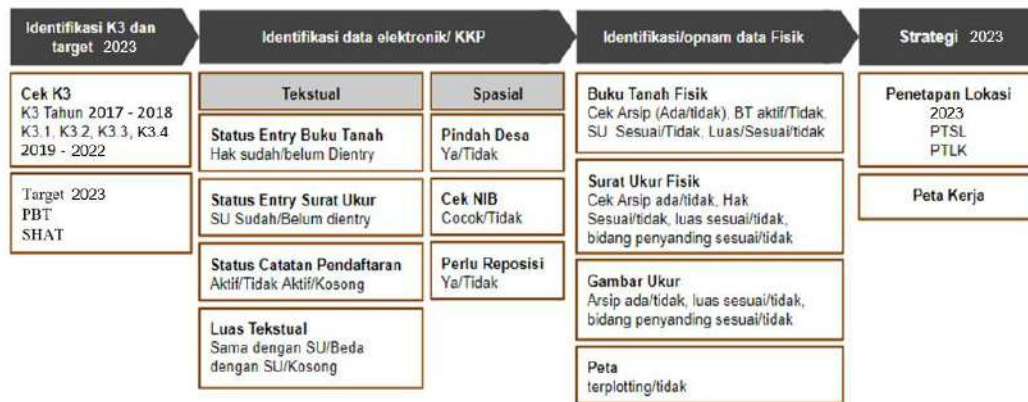 Identifikasi K3 dan
target 2023
Identifikasi data elektronik/ KKP
Identifikasi/opnam data Fisik
Strategi 2023
Cek K3
K3 Tahun 2017 - 2018
K3.1, K3.2, K3.3, K3.4
2019 - 2022
Target 2023
PBT
SHAT
Tekstual
Status Entry Buku Tanah
Hak sudah/belum Dientry
Status Entry Surat Ukur
SU Sudah/Belum dientry
Status Catatan Pendaftaran
Aktif/Tidak Aktif/Kosong
Luas Tekstual
Sama dengan SU/Beda
dengan SU/Kosong
Spasial
Pindah Desa
Ya/Tidak
Cek NIB
Cocok/Tidak
Perlu Reposisi
Ya/Tidak
Buku Tanah Fisik
Cek Arsip (Ada/tidak), BT aktif/Tidak,
SU Sesuai/Tidak, Luas/Sesuai/tidak
Surat Ukur Fisik
Cek Arsip ada/tidak, Hak
Sesuai/tidak, luas sesuai/tidak,
bidang penyanding sesuai/tidak
Gambar Ukur
Arsip ada/tidak, luas sesuai/tidak,
bidang penyanding sesuai/tidak
Peta
terplotting/tidak
Penetapan Lokasi
2023
PTSL
PTLK
Peta Kerja